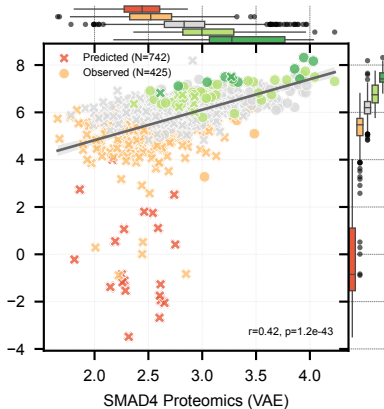 8
Predicted (N=742)
Observed (N=425)
6
4
2
0
−2
−4
r=0.42, p=1.2e-43
2.0 2.5 3.0 3.5 4.0
SMAD4 Proteomics (VAE)